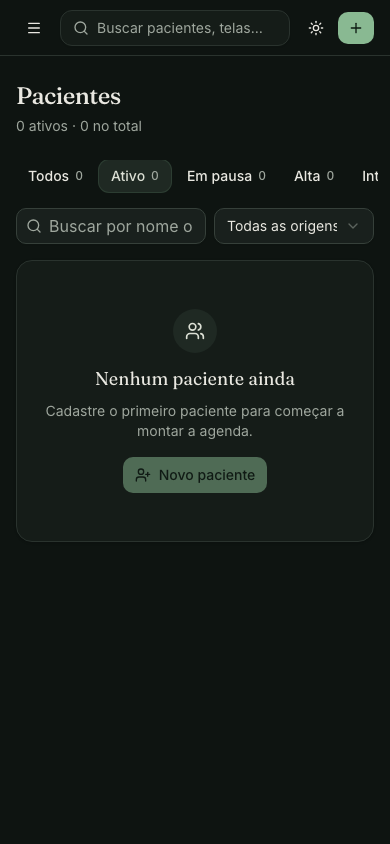 Buscar pacientes, telas...
Pacientes
0 ativos · 0 no total
Todos 0 Ativo 0 Em pausa 0 Alta 0 Int
Buscar por nome o Todas as origens
Nenhum paciente ainda
Cadastre o primeiro paciente para começar a
montar a agenda.
Novo paciente